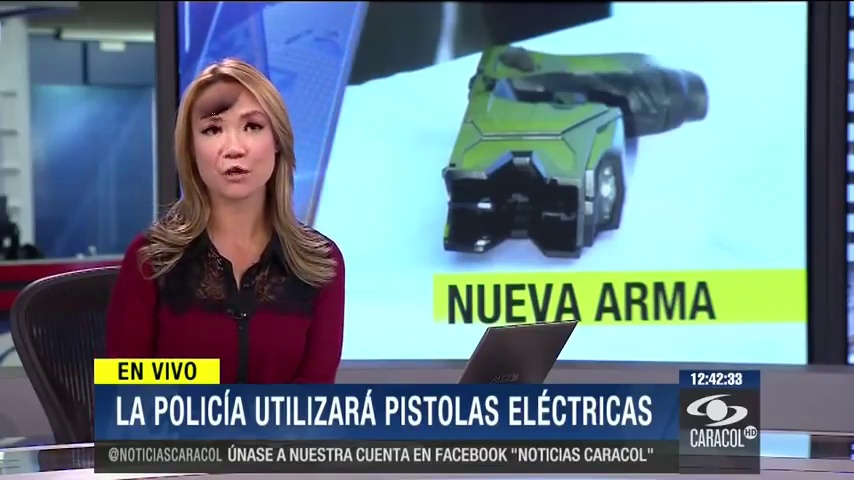 NUEVA ARMA
EN VIVO
12:42:33
LA POLICÍA UTILIZARÁ PISTOLAS ELÉCTRICAS
CARACOL HD
@NOTICIASCARACOL ÚNASE A NUESTRA CUENTA EN FACEBOOK "NOTICIAS CARACOL"